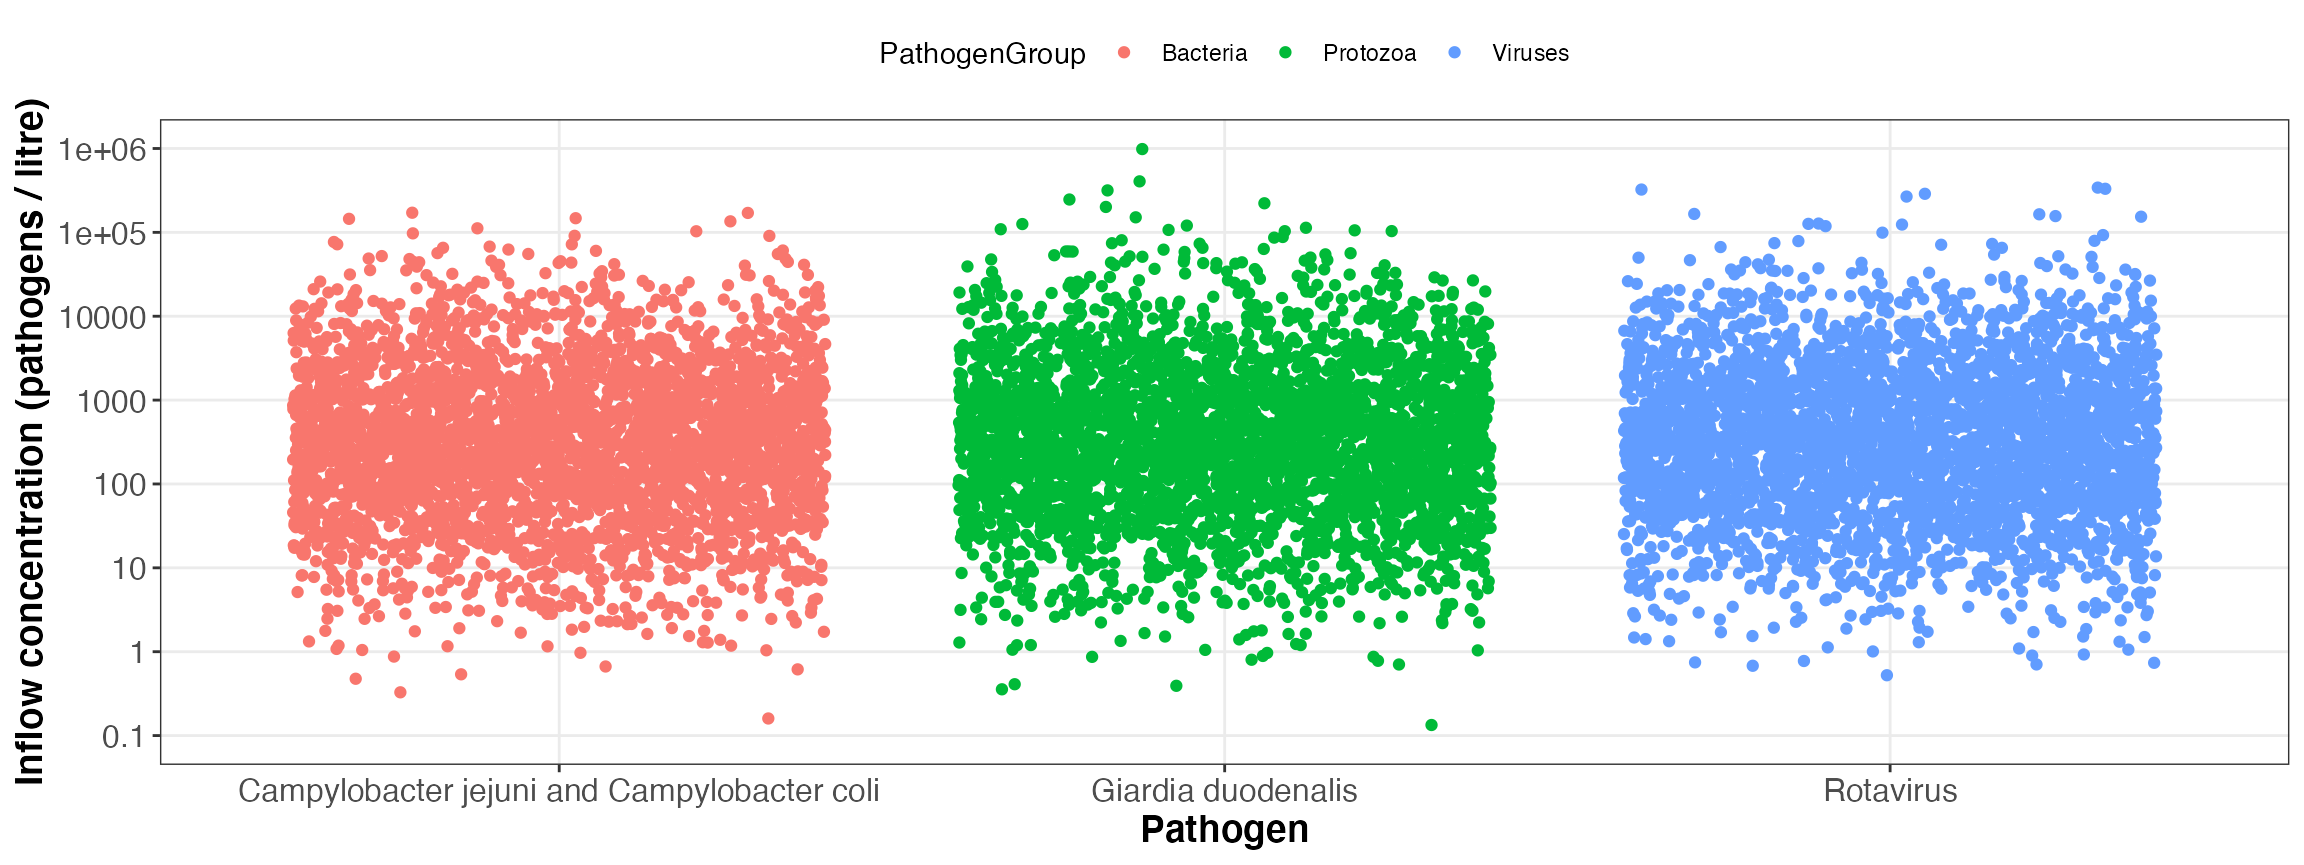 PathogenGroup Bacteria Protozoa Viruses
Inflow concentration (pathogens / litre)
1e+06
1e+05
10000
1000
100
10
1
0.1
Campylobacter jejuni and Campylobacter coli Giardia duodenalis Rotavirus
Pathogen